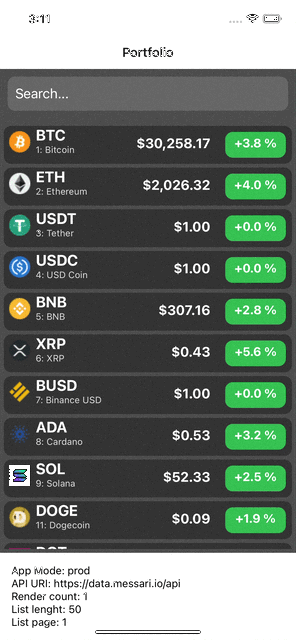 3:11
Portfolio
Search...
BTC
1: Bitcoin
$30,258.17
+3.8 %
ETH
2: Ethereum
$2,026.32
+4.0 %
USDT
3: Tether
$1.00
+0.0 %
USDC
4: USD Coin
$1.00
+0.0 %
BNB
5: BNB
$307.16
+2.8 %
XRP
6: XRP
$0.43
+5.6 %
BUSD
7: Binance USD
$1.00
+0.0 %
ADA
8: Cardano
$0.53
+3.2 %
SOL
9: Solana
$52.33
+2.5 %
DOGE
11: Dogecoin
$0.09
+1.9 %
App Mode: prod
API URI: https://data.messari.io/api
Render count: 1
List lenght: 50
List page: 1